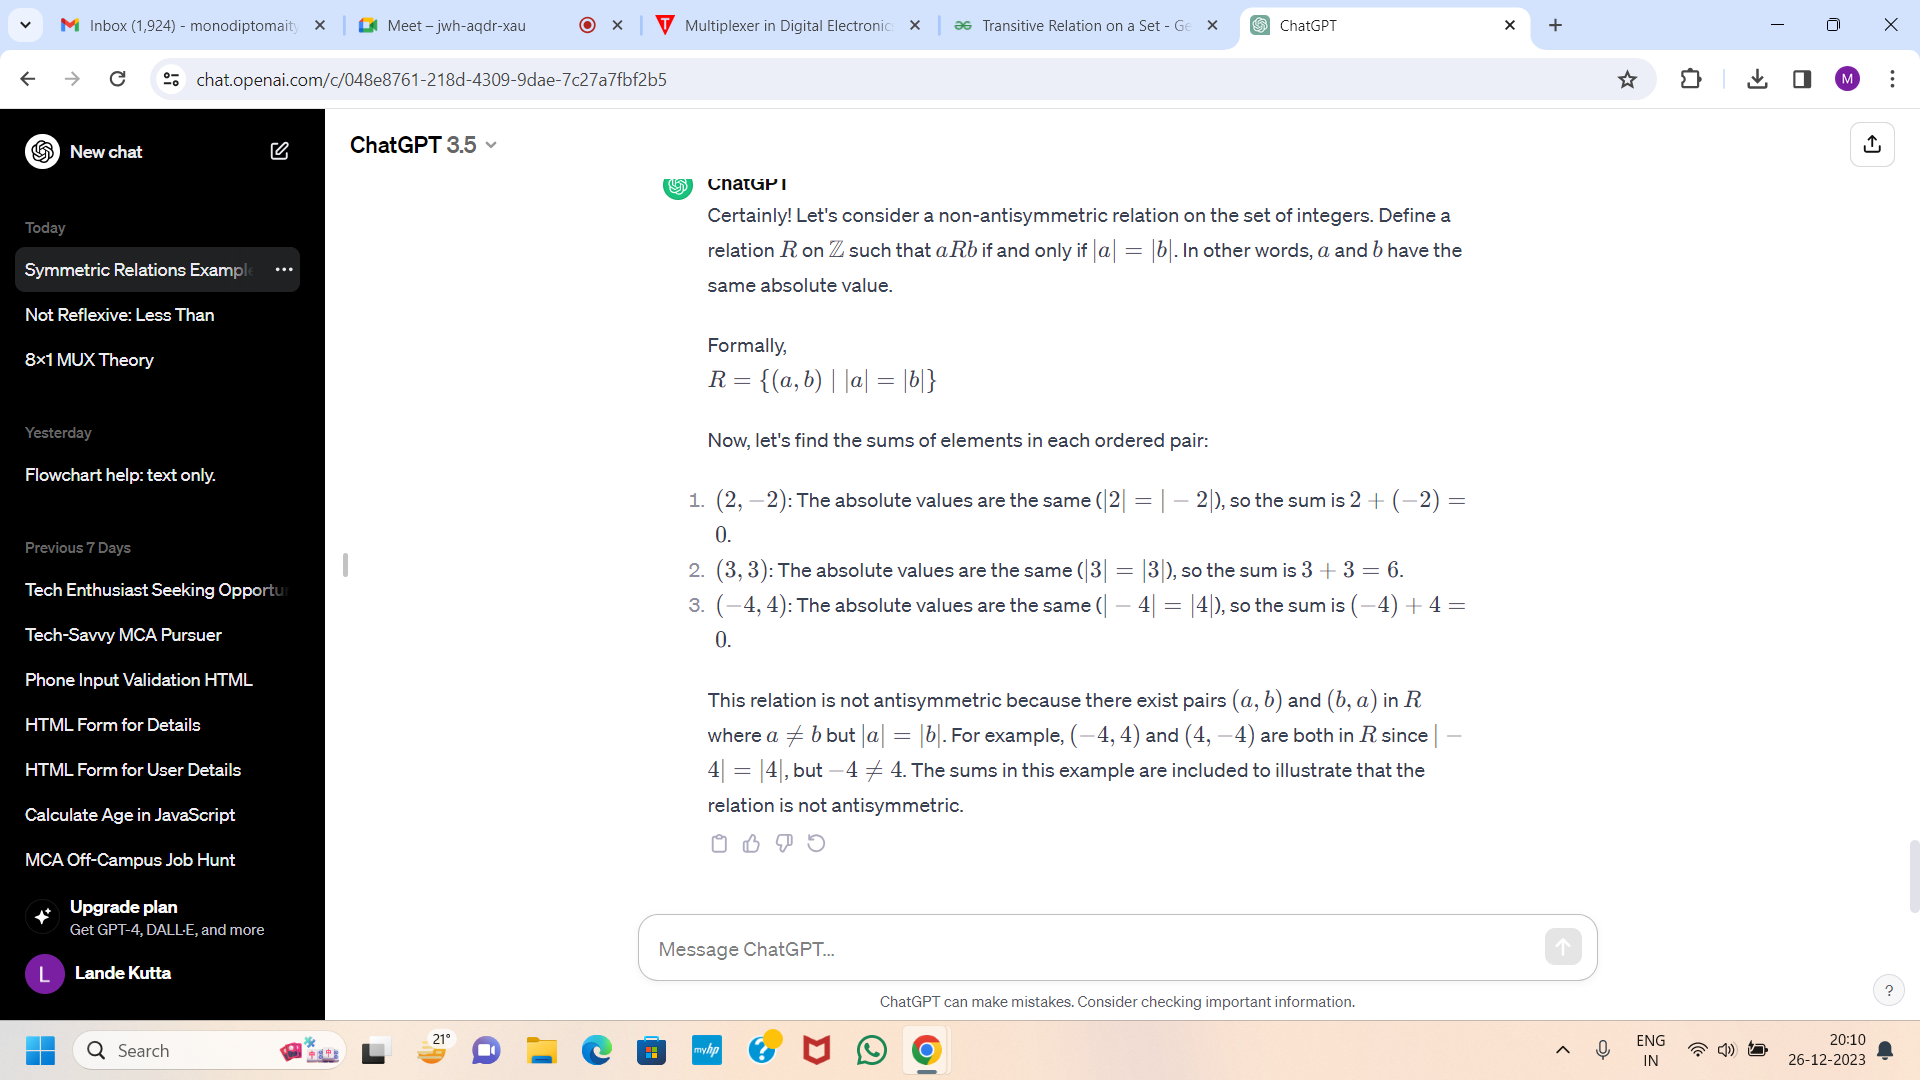 Inbox (1,924) - monodiptomaity
Meet – jwh-aqdr-xau
Multiplexer in Digital Electronics
Transitive Relation on a Set - Ge
ChatGPT
chat.openai.com/c/048e8761-218d-4309-9dae-7c27a7fbf2b5
M
New chat
ChatGPT 3.5
Today
Symmetric Relations Example
Not Reflexive: Less Than
8×1 MUX Theory
Yesterday
Flowchart help: text only.
Previous 7 Days
Tech Enthusiast Seeking Opportun
Tech-Savvy MCA Pursuer
Phone Input Validation HTML
HTML Form for Details
HTML Form for User Details
Calculate Age in JavaScript
MCA Off-Campus Job Hunt
Upgrade plan
Get GPT-4, DALL·E, and more
L
Lande Kutta
ChatGPT
Certainly! Let's consider a non-antisymmetric relation on the set of integers. Define a
relation R on ℤ such that aRb if and only if |a| = |b|. In other words, a and b have the
same absolute value.
Formally,
R = {(a, b) | |a| = |b|}
Now, let's find the sums of elements in each ordered pair:
1. (2, −2): The absolute values are the same (|2| = | − 2|), so the sum is 2 + (−2) =
0.
2. (3, 3): The absolute values are the same (|3| = |3|), so the sum is 3 + 3 = 6.
3. (−4, 4): The absolute values are the same (| − 4| = |4|), so the sum is (−4) + 4 =
0.
This relation is not antisymmetric because there exist pairs (a, b) and (b, a) in R
where a ≠ b but |a| = |b|. For example, (−4, 4) and (4, −4) are both in R since | −
4| = |4|, but −4 ≠ 4. The sums in this example are included to illustrate that the
relation is not antisymmetric.
Message ChatGPT...
ChatGPT can make mistakes. Consider checking important information.
?
Search
21°
myhp
ENG
IN
20:10
26-12-2023